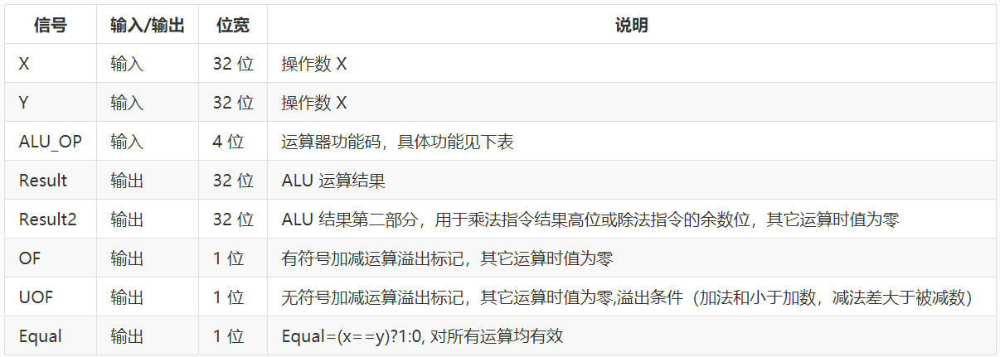 信号 输入/输出 位宽 说明
X 输入 32 位 操作数 X
Y 输入 32 位 操作数 X
ALU_OP 输入 4 位 运算器功能码，具体功能见下表
Result 输出 32 位 ALU 运算结果
Result2 输出 32 位 ALU 结果第二部分，用于乘法指令结果高位或除法指令的余数位，其它运算时值为零
OF 输出 1 位 有符号加减运算溢出标记，其它运算时值为零
UOF 输出 1 位 无符号加减运算溢出标记，其它运算时值为零,溢出条件（加法和小于加数，减法差大于被减数）
Equal 输出 1 位 Equal=(x==y)?1:0, 对所有运算均有效